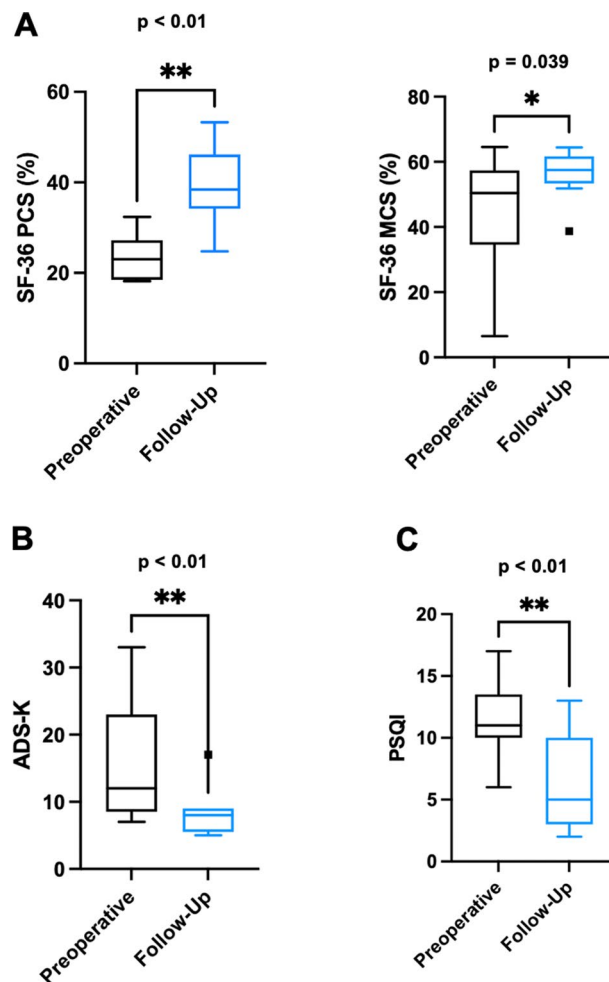 A
p < 0.01
**
60
40
20
0
SF-36 PCS (%)
Preoperative
Follow-Up
p = 0.039
*
80
60
40
20
0
SF-36 MCS (%)
Preoperative
Follow-Up
B
p < 0.01
**
40
30
20
10
0
ADS-K
Preoperative
Follow-Up
C
p < 0.01
**
20
15
10
5
0
PSQI
Preoperative
Follow-Up